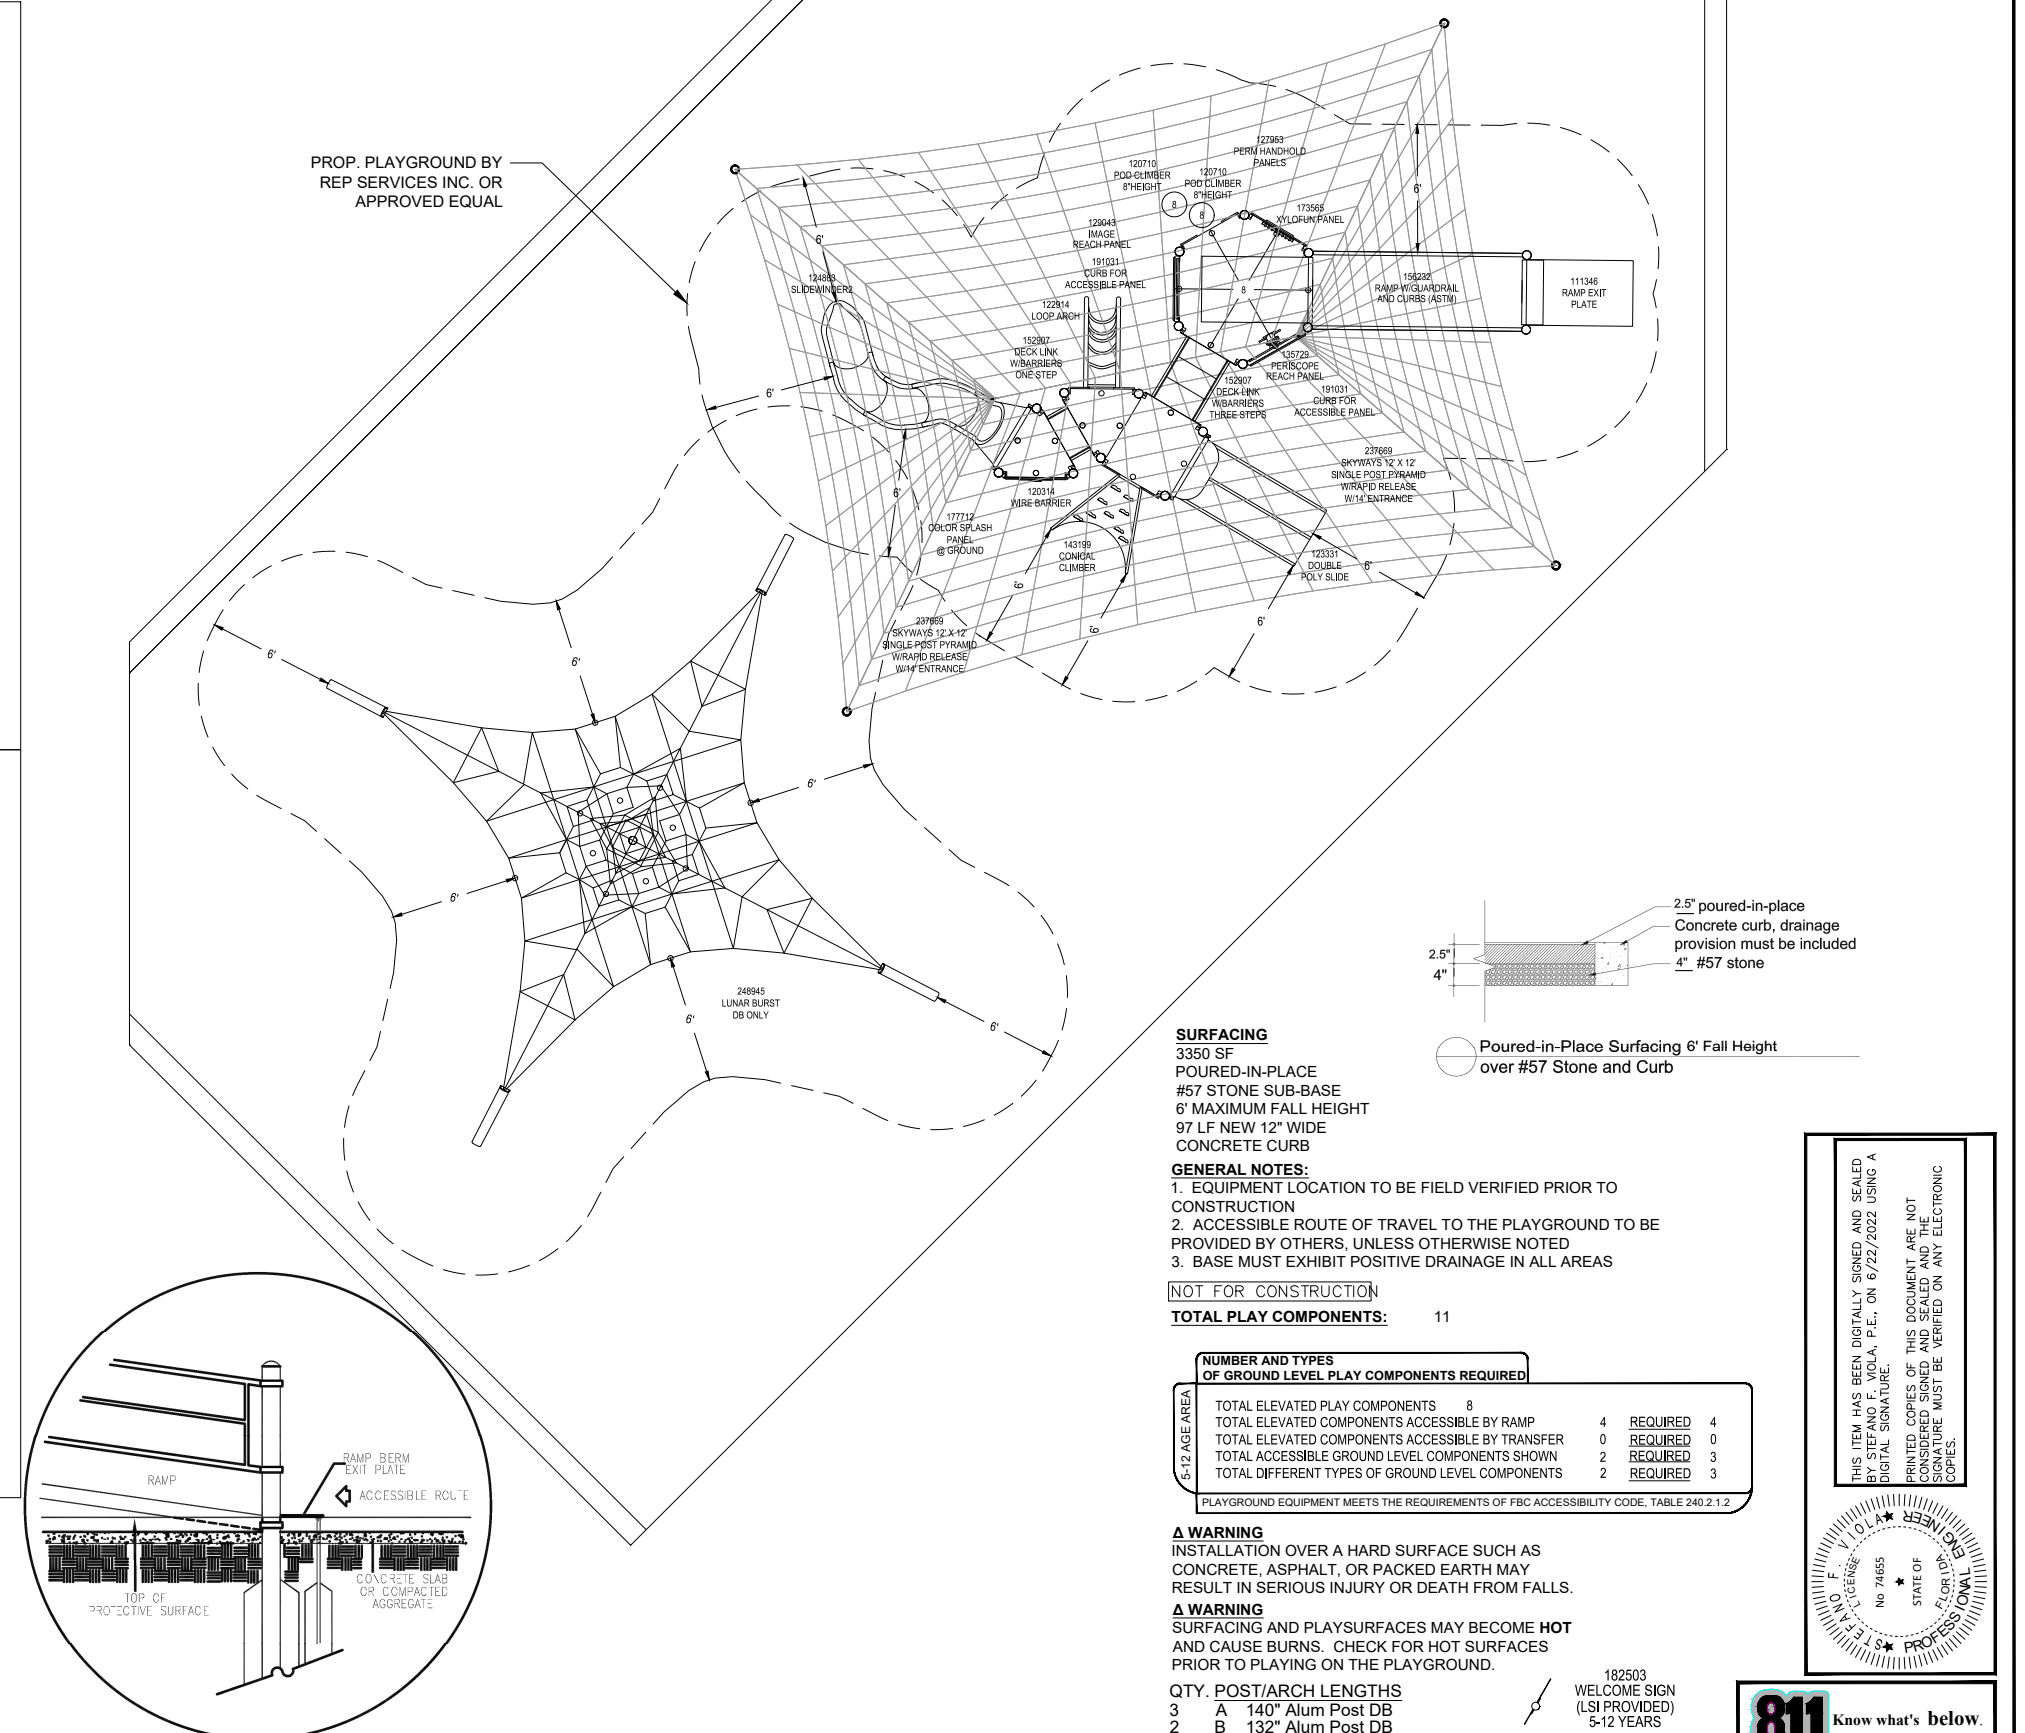 PROP. PLAYGROUND BY
REP SERVICES INC. OR
APPROVED EQUAL
127953
PERM HANDHOLD
PANELS
120710
POD CLIMBER
8"HEIGHT
120710
POD CLIMBER
8"HEIGHT
8
8
173565
XYLOFUN PANEL
6'
129043
IMAGE
REACH PANEL
191031
CURB FOR
ACCESSIBLE PANEL
6'
124863
SLIDEWINDER2
8
156232
RAMP W/GUARDRAIL
AND CURBS (ASTM)
111346
RAMP EXIT
PLATE
122914
LOOP ARCH
152907
DECK LINK
W/BARRIERS
ONE STEP
135729
PERISCOPE
REACH PANEL
152907
DECK LINK
W/BARRIERS
THREE STEPS
191031
CURB FOR
ACCESSIBLE PANEL
6'
237669
SKYWAYS 12' X 12'
SINGLE POST PYRAMID
W/RAPID RELEASE
W/14' ENTRANCE
6'
120314
WIRE BARRIER
177712
COLOR SPLASH
PANEL
@ GROUND
143199
CONICAL
CLIMBER
123331
DOUBLE
POLY SLIDE
6'
6'
6'
6'
237669
SKYWAYS 12' X 12'
SINGLE POST PYRAMID
W/RAPID RELEASE
W/14' ENTRANCE
6'
6'
6'
6'
248945
LUNAR BURST
DB ONLY
6'
6'
2.5" poured-in-place
Concrete curb, drainage
provision must be included
4" #57 stone
2.5"
4"
Poured-in-Place Surfacing 6' Fall Height
over #57 Stone and Curb
SURFACING
3350 SF
POURED-IN-PLACE
#57 STONE SUB-BASE
6' MAXIMUM FALL HEIGHT
97 LF NEW 12" WIDE
CONCRETE CURB
GENERAL NOTES:
1. EQUIPMENT LOCATION TO BE FIELD VERIFIED PRIOR TO
CONSTRUCTION
2. ACCESSIBLE ROUTE OF TRAVEL TO THE PLAYGROUND TO BE
PROVIDED BY OTHERS, UNLESS OTHERWISE NOTED
3. BASE MUST EXHIBIT POSITIVE DRAINAGE IN ALL AREAS
NOT FOR CONSTRUCTION
TOTAL PLAY COMPONENTS: 11
NUMBER AND TYPES
OF GROUND LEVEL PLAY COMPONENTS REQUIRED
5-12 AGE AREA
TOTAL ELEVATED PLAY COMPONENTS 8
TOTAL ELEVATED COMPONENTS ACCESSIBLE BY RAMP 4 REQUIRED 4
TOTAL ELEVATED COMPONENTS ACCESSIBLE BY TRANSFER 0 REQUIRED 0
TOTAL ACCESSIBLE GROUND LEVEL COMPONENTS SHOWN 2 REQUIRED 3
TOTAL DIFFERENT TYPES OF GROUND LEVEL COMPONENTS 2 REQUIRED 3
PLAYGROUND EQUIPMENT MEETS THE REQUIREMENTS OF FBC ACCESSIBILITY CODE, TABLE 240.2.1.2
Δ WARNING
INSTALLATION OVER A HARD SURFACE SUCH AS
CONCRETE, ASPHALT, OR PACKED EARTH MAY
RESULT IN SERIOUS INJURY OR DEATH FROM FALLS.
Δ WARNING
SURFACING AND PLAYSURFACES MAY BECOME HOT
AND CAUSE BURNS. CHECK FOR HOT SURFACES
PRIOR TO PLAYING ON THE PLAYGROUND.
QTY. POST/ARCH LENGTHS
3 A 140" Alum Post DB
2 B 132" Alum Post DB
182503
WELCOME SIGN
(LSI PROVIDED)
5-12 YEARS
RAMP
RAMP BERM
EXIT PLATE
ACCESSIBLE ROUTE
TOP OF
PROTECTIVE SURFACE
CONCRETE SLAB
OR COMPACTED
AGGREGATE
THIS ITEM HAS BEEN DIGITALLY SIGNED AND SEALED
BY STEFANO F. VIOLA, P.E., ON 6/22/2022 USING A
DIGITAL SIGNATURE.
PRINTED COPIES OF THIS DOCUMENT ARE NOT
CONSIDERED SIGNED AND SEALED AND THE
SIGNATURE MUST BE VERIFIED ON ANY ELECTRONIC
COPIES.
STEFANO F. VIOLA
LICENSE
No 74655
STATE OF
FLORIDA
PROFESSIONAL ENGINEER
811 Know what's below.